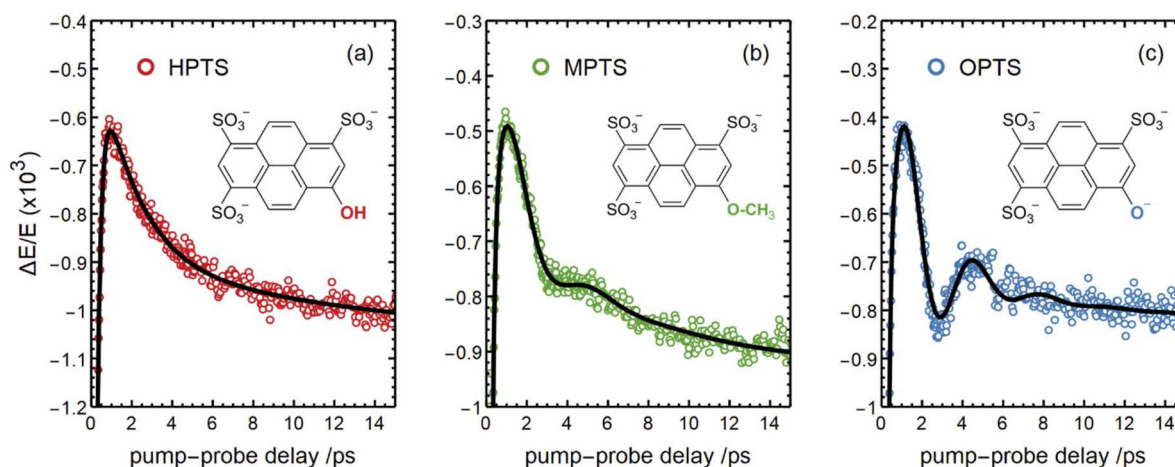 (a)
HPTS
SO₃⁻
SO₃⁻
SO₃⁻
OH
-0.4
-0.5
-0.6
-0.7
-0.8
-0.9
-1
-1.1
-1.2
ΔE/E (x10³)
0 2 4 6 8 10 12 14
pump-probe delay /ps
(b)
MPTS
SO₃⁻
SO₃⁻
SO₃⁻
O-CH₃
-0.3
-0.4
-0.5
-0.6
-0.7
-0.8
-0.9
-1
0 2 4 6 8 10 12 14
pump-probe delay /ps
(c)
OPTS
SO₃⁻
SO₃⁻
SO₃⁻
O⁻
-0.2
-0.3
-0.4
-0.5
-0.6
-0.7
-0.8
-0.9
-1
0 2 4 6 8 10 12 14
pump-probe delay /ps